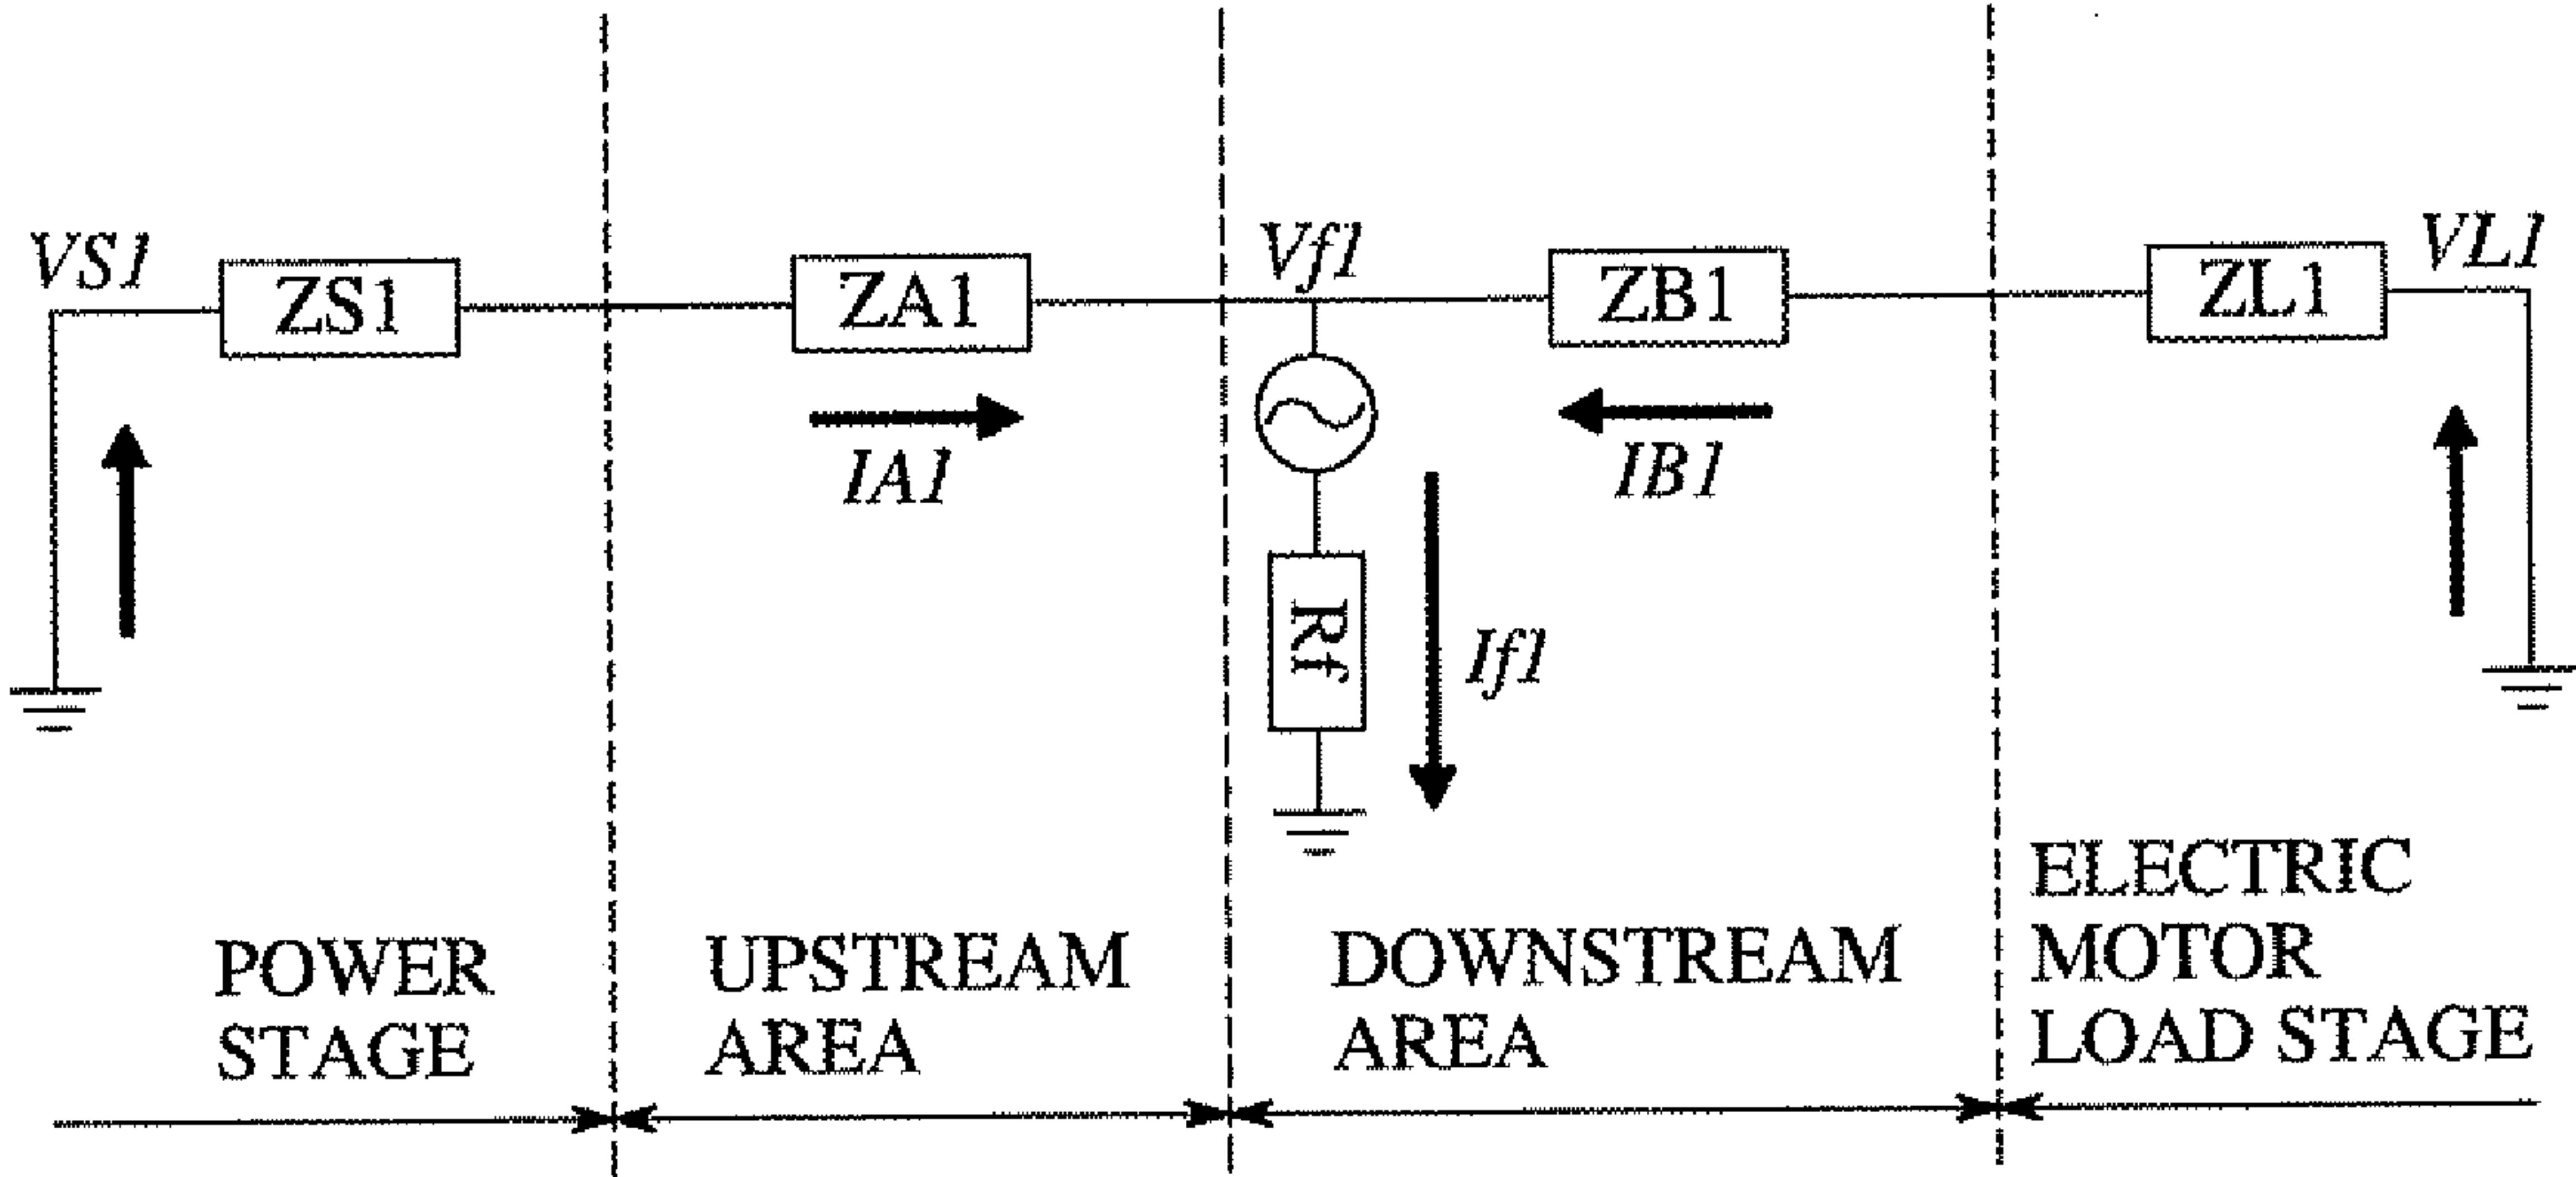 VS1
ZS1
ZA1
Vf1
ZB1
ZL1
VL1
IA1
IB1
Rf
If1
POWER
STAGE
UPSTREAM
AREA
DOWNSTREAM
AREA
ELECTRIC
MOTOR
LOAD STAGE